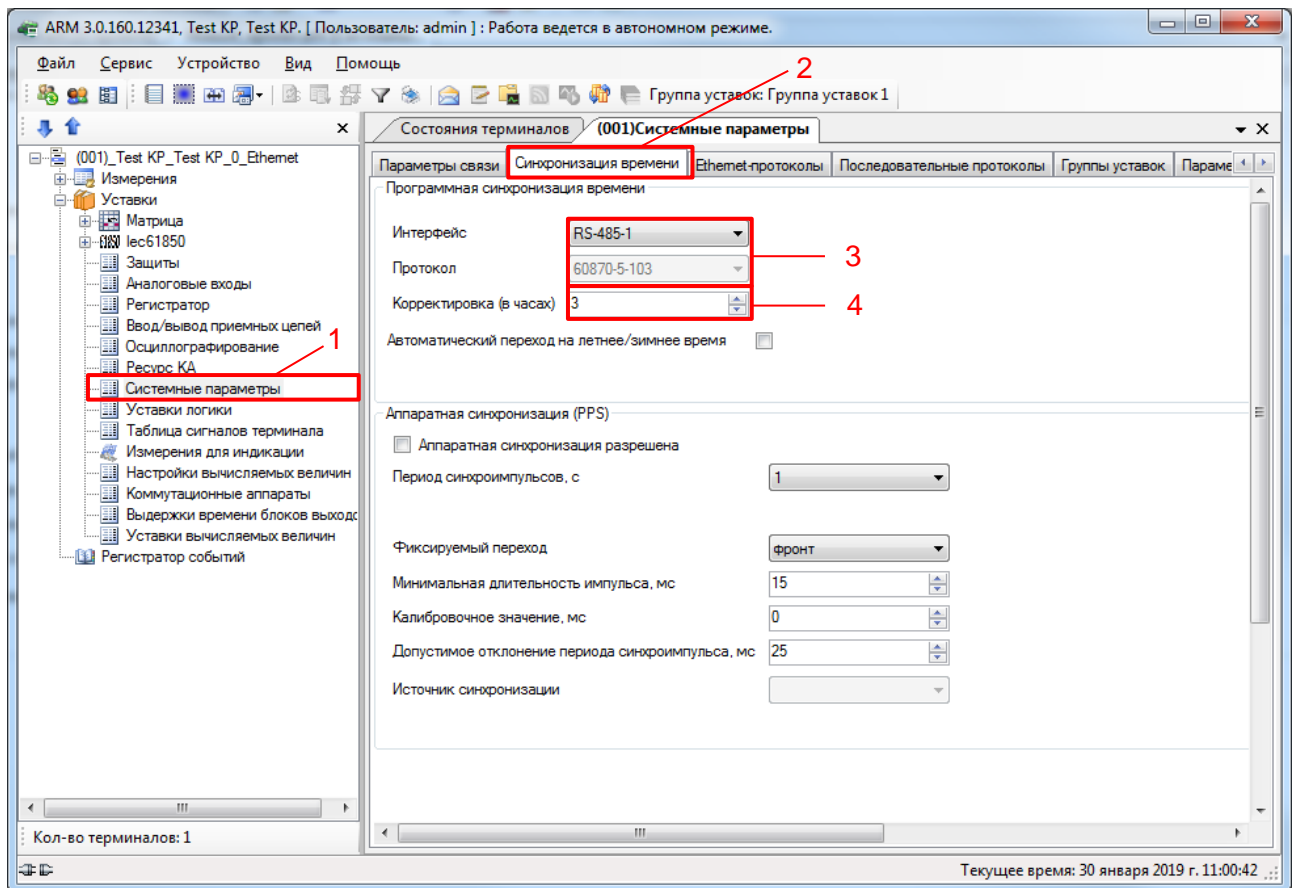 ARM 3.0.160.12341, Test KP, Test KP. [ Пользователь: admin ] : Работа ведется в автономном режиме.
Файл Сервис Устройство Вид Помощь
2
Группа уставок: Группа уставок 1
Состояния терминалов (001)Системные параметры
(001)_Test KP_Test KP_0_Ethernet
Измерения
Уставки
Матрица
Iec61850
Защиты
Аналоговые входы
Регистратор
Ввод/вывод приемных цепей
Осциллографирование
1
Ресурс КА
Системные параметры
Уставки логики
Таблица сигналов терминала
Измерения для индикации
Настройки вычисляемых величин
Коммутационные аппараты
Выдержки времени блоков выходо
Уставки вычисляемых величин
Регистратор событий
Кол-во терминалов: 1
Параметры связи Синхронизация времени Ethernet-протоколы Последовательные протоколы Группы уставок Параме
Программная синхронизация времени
Интерфейс RS-485-1
3
Протокол 60870-5-103
Корректировка (в часах) 3
4
Автоматический переход на летнее/зимнее время
Аппаратная синхронизация (PPS)
Аппаратная синхронизация разрешена
Период синхроимпульсов, с 1
Фиксируемый переход фронт
Минимальная длительность импульса, мс 15
Калибровочное значение, мс 0
Допустимое отклонение периода синхроимпульса, мс 25
Источник синхронизации
Текущее время: 30 января 2019 г. 11:00:42